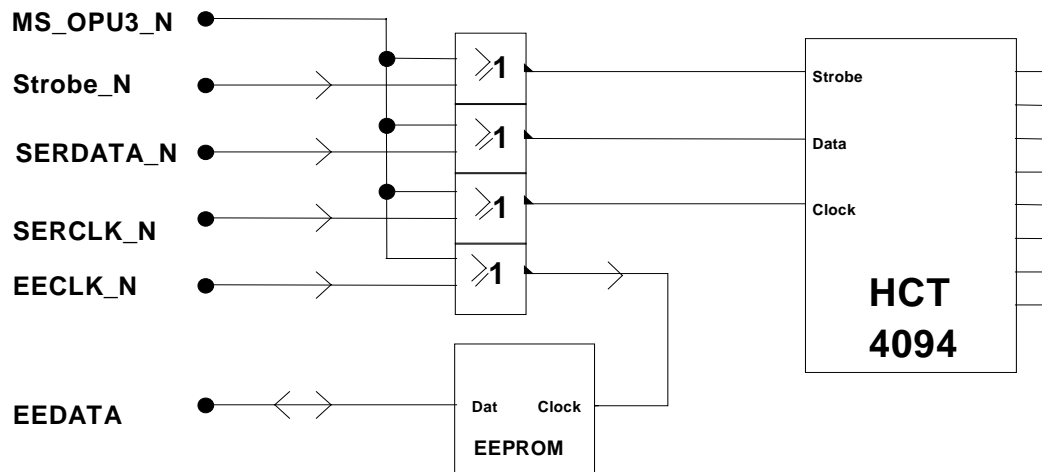 MS_OPU3_N
Strobe_N
SERDATA_N
SERCLK_N
EECLK_N
EEDATA
≥1
≥1
≥1
≥1
Strobe
Data
Clock
HCT
4094
Dat Clock
EEPROM